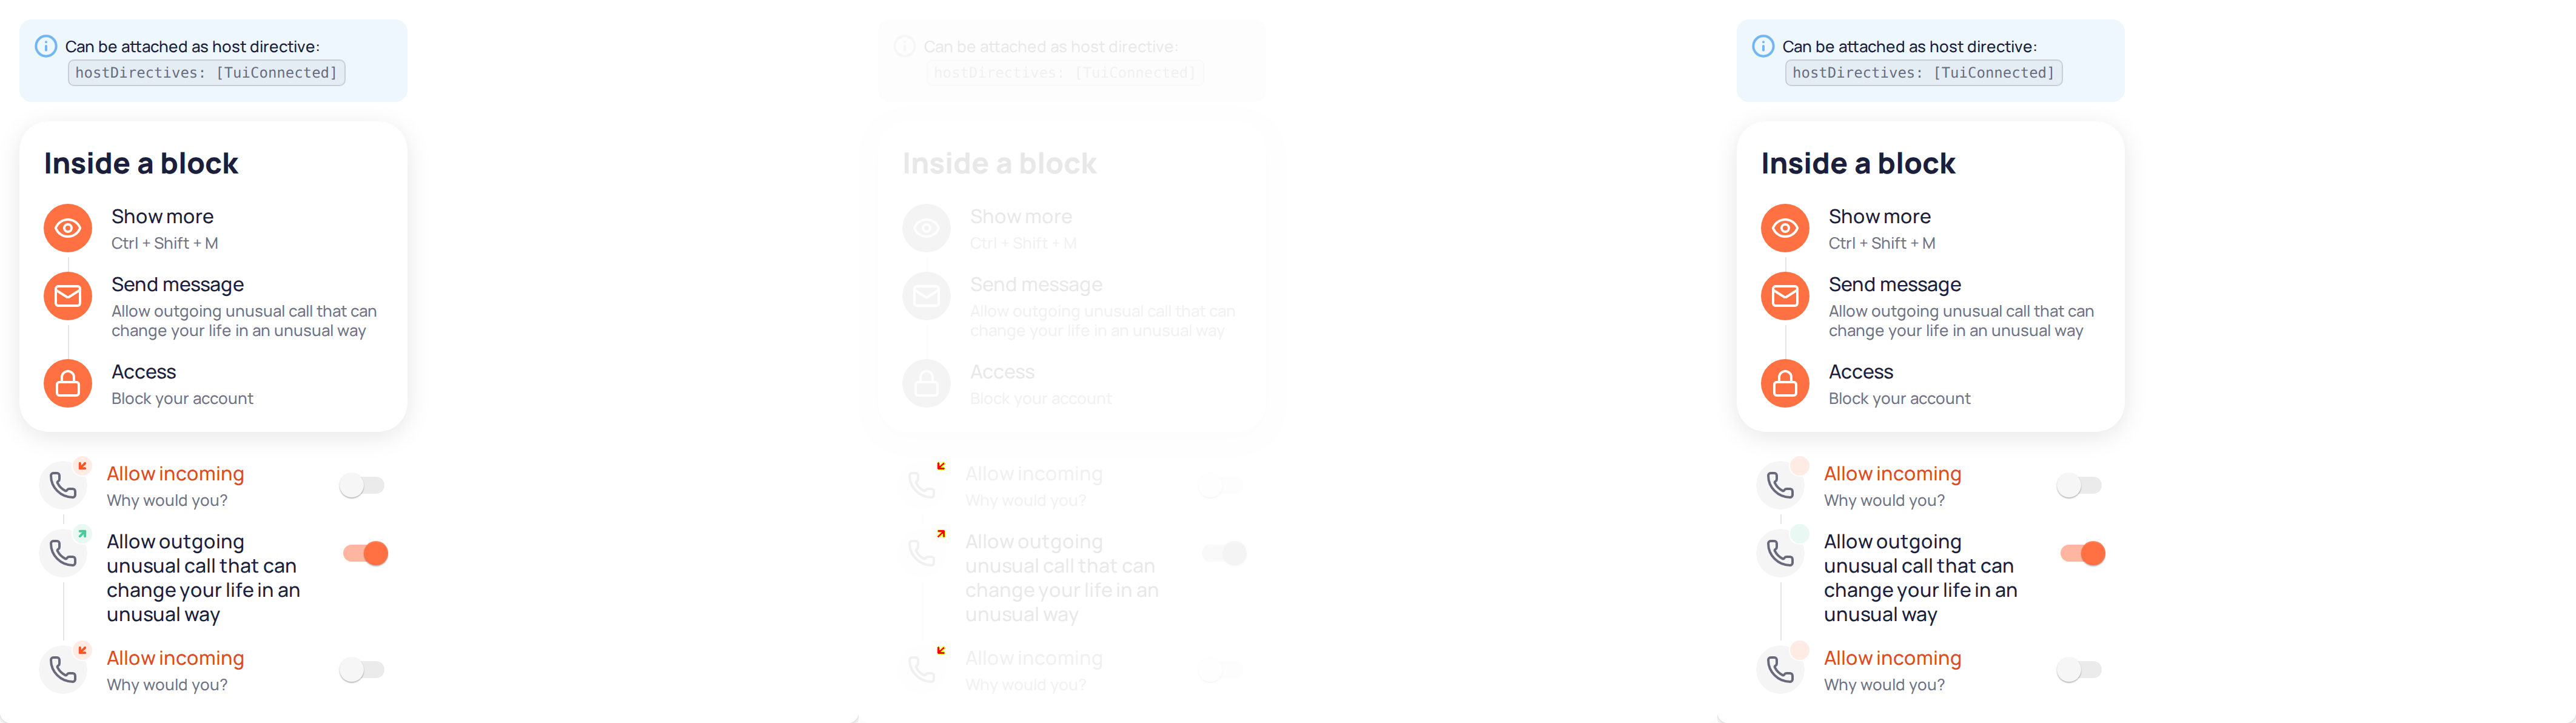 Can be attached as host directive:
hostDirectives: [TuiConnected]
Inside a block
Show more
Ctrl + Shift + M
Send message
Allow outgoing unusual call that can
change your life in an unusual way
Access
Block your account
Allow incoming
Why would you?
Allow outgoing
unusual call that can
change your life in an
unusual way
Allow incoming
Why would you?
Can be attached as host directive:
hostDirectives: [TuiConnected]
Inside a block
Show more
Ctrl + Shift + M
Send message
Allow outgoing unusual call that can
change your life in an unusual way
Access
Block your account
Allow incoming
Why would you?
Allow outgoing
unusual call that can
change your life in an
unusual way
Allow incoming
Why would you?
Can be attached as host directive:
hostDirectives: [TuiConnected]
Inside a block
Show more
Ctrl + Shift + M
Send message
Allow outgoing unusual call that can
change your life in an unusual way
Access
Block your account
Allow incoming
Why would you?
Allow outgoing
unusual call that can
change your life in an
unusual way
Allow incoming
Why would you?